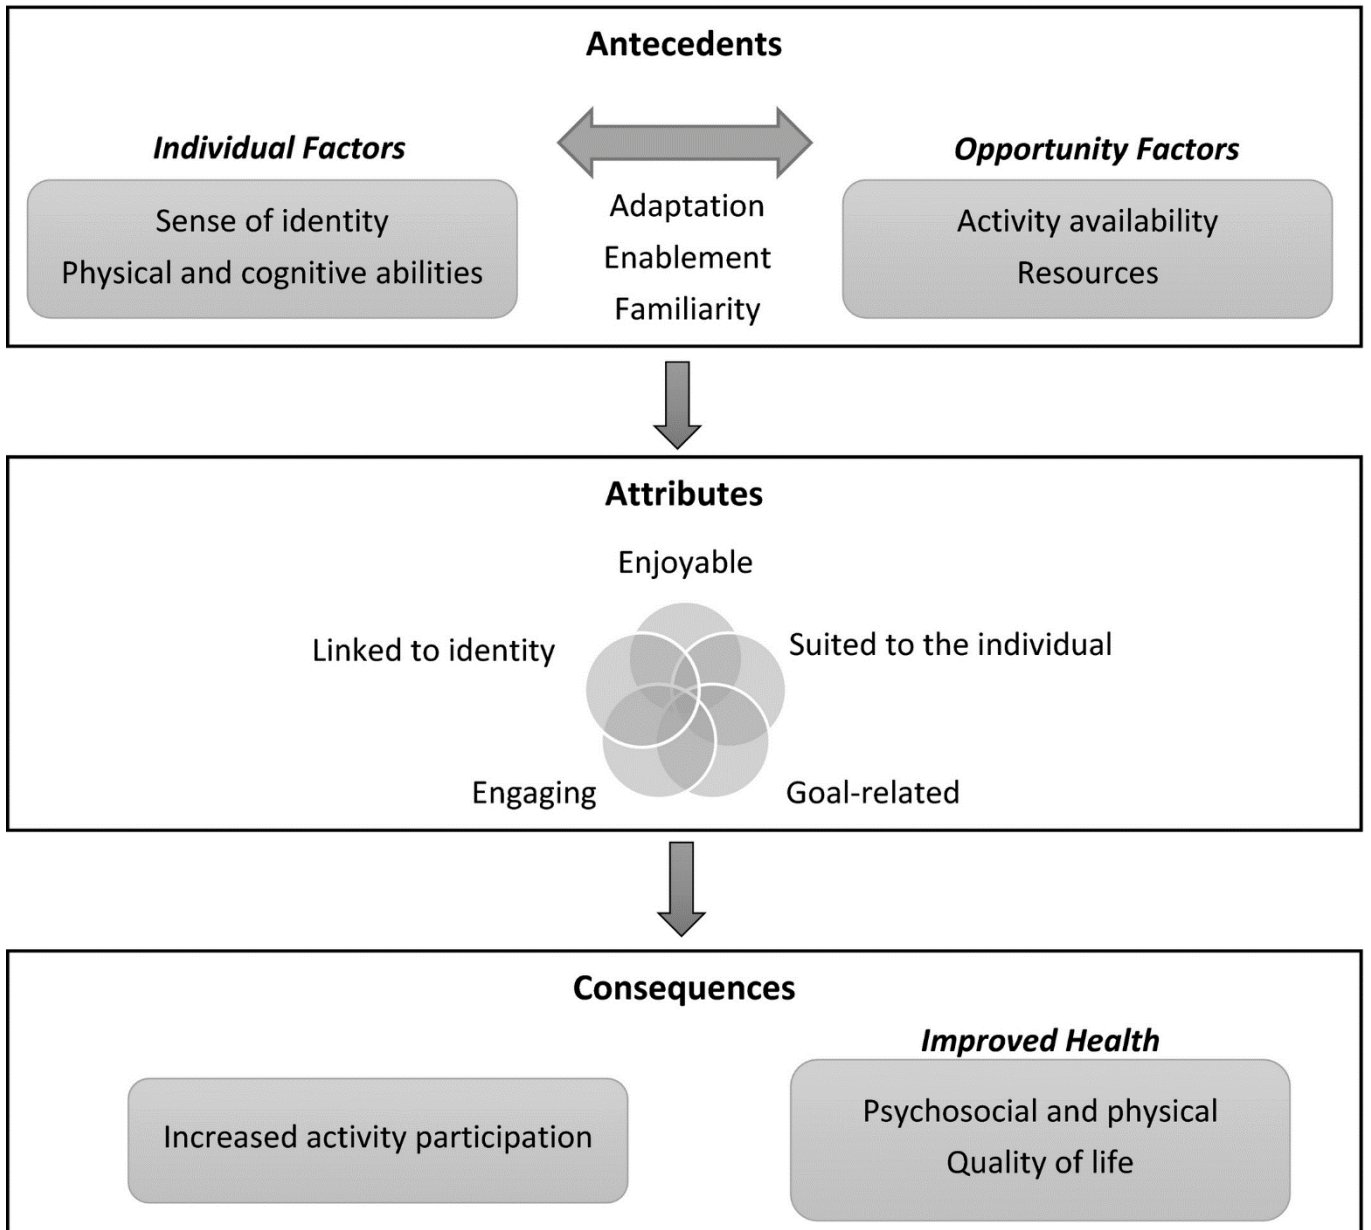 Antecedents
Individual Factors
Sense of identity
Physical and cognitive abilities
Adaptation
Enablement
Familiarity
Opportunity Factors
Activity availability
Resources
Attributes
Enjoyable
Linked to identity
Suited to the individual
Engaging
Goal-related
Consequences
Increased activity participation
Improved Health
Psychosocial and physical
Quality of life